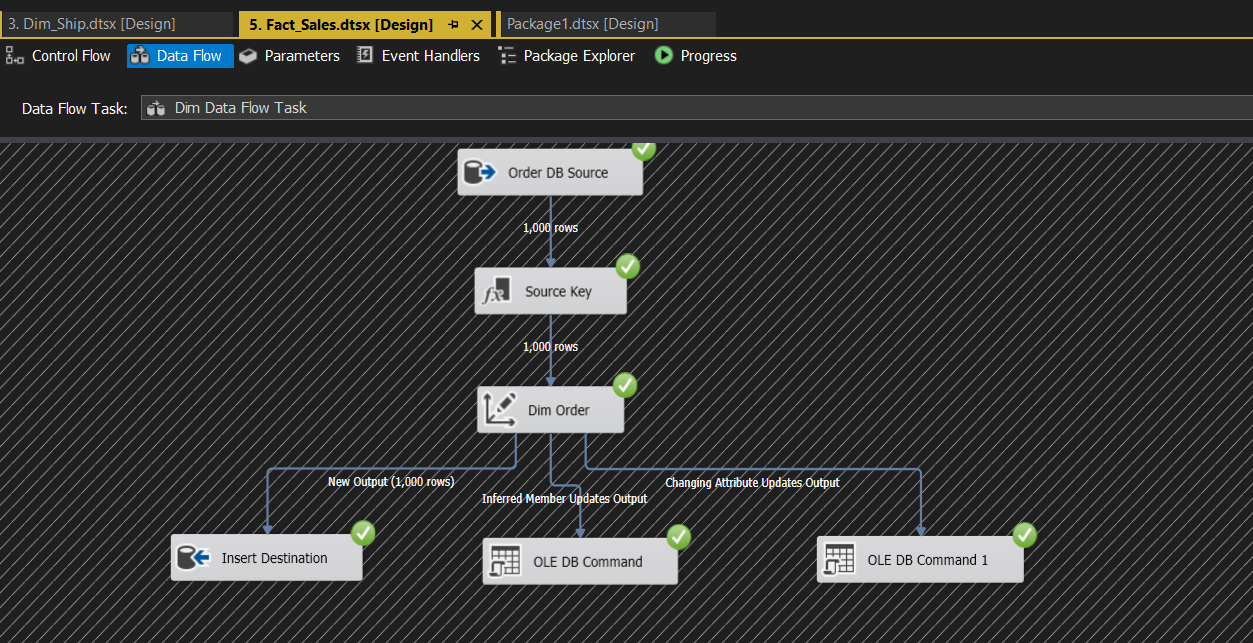 3. Dim_Ship.dtsx [Design]
5. Fact_Sales.dtsx [Design]
Package1.dtsx [Design]
Control Flow
Data Flow
Parameters
Event Handlers
Package Explorer
Progress
Data Flow Task:
Dim Data Flow Task
Order DB Source
1,000 rows
fx
Source Key
1,000 rows
Dim Order
New Output (1,000 rows)
Inferred Member Updates Output
Changing Attribute Updates Output
Insert Destination
OLE DB Command
OLE DB Command 1